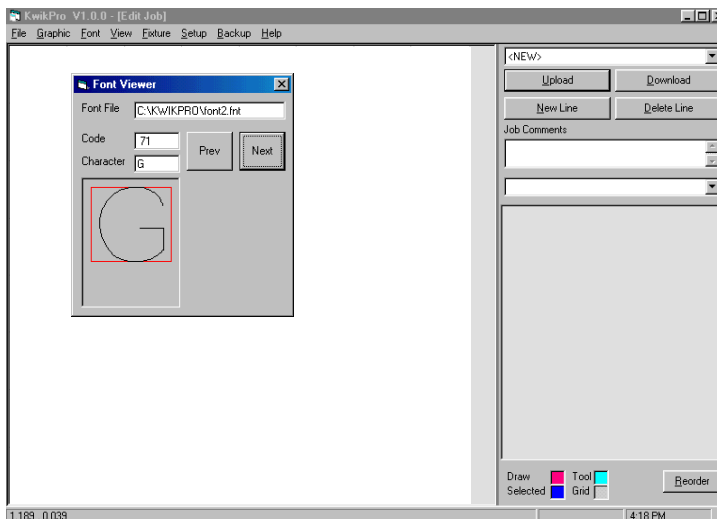 KwikPro V1.0.0 - [Edit Job]
File Graphic Font View Fixture Setup Backup Help
<NEW>
Upload Download
New Line Delete Line
Job Comments
Font Viewer
Font File C:\KWIKPRO\font2.fnt
Code 71
Character G
Prev Next
G
Draw Tool
Selected Grid
Reorder
1.189 0.039
4:18 PM